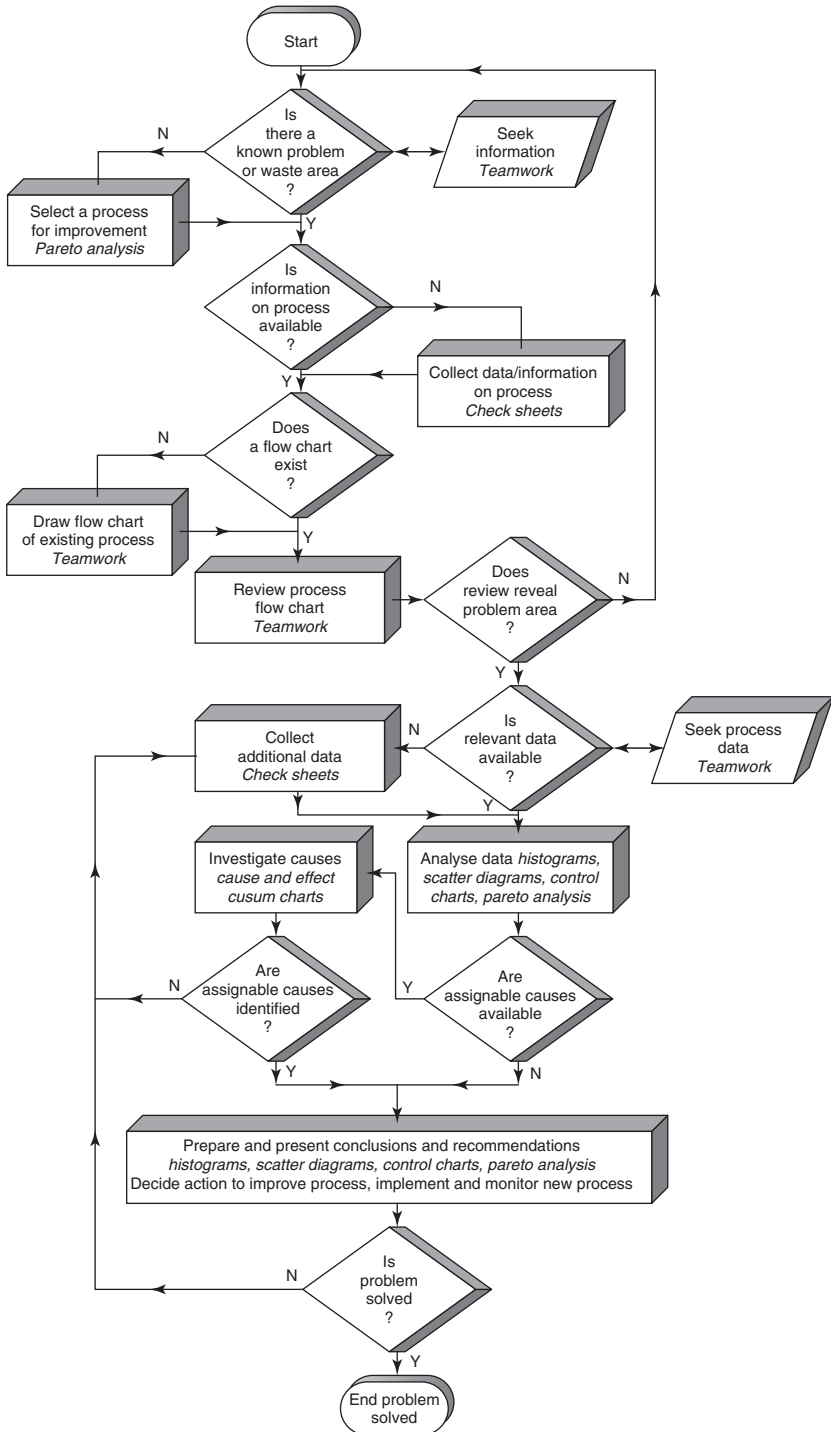 Start
Is
there a
known problem
or waste area
?
N
Y
Seek
information
Teamwork
Select a process
for improvement
Pareto analysis
Is
information
on process
available
?
N
Y
Collect data/information
on process
Check sheets
Does
a flow chart
exist
?
N
Y
Draw flow chart
of existing process
Teamwork
Review process
flow chart
Teamwork
Does
review reveal
problem area
?
N
Y
Is
relevant data
available
?
N
Y
Seek process
data
Teamwork
Collect
additional data
Check sheets
Analyse data histograms,
scatter diagrams, control
charts, pareto analysis
Investigate causes
cause and effect
cusum charts
Are
assignable causes
available
?
Y
N
Are
assignable causes
identified
?
N
Y
Prepare and present conclusions and recommendations
histograms, scatter diagrams, control charts, pareto analysis
Decide action to improve process, implement and monitor new process
Is
problem
solved
?
N
Y
End problem
solved